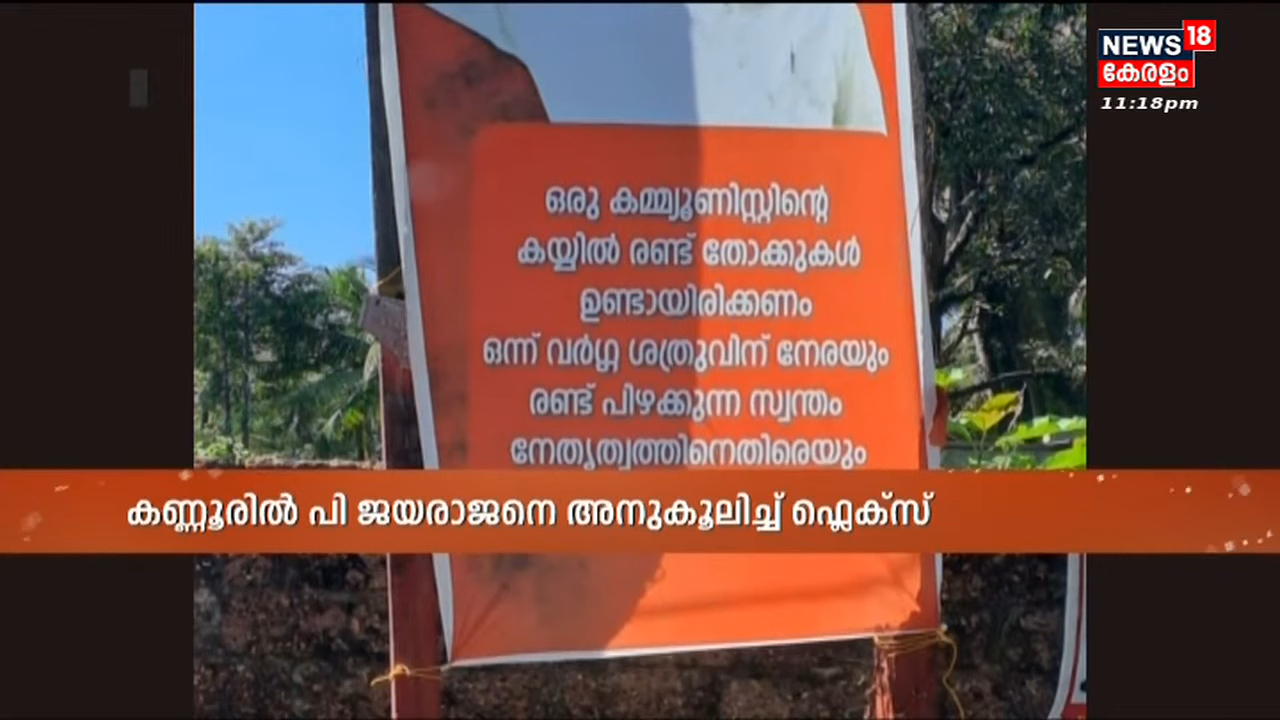 NEWS 18
കേരളം
11:18pm
ഒരു കമ്മ്യൂണിസ്റ്റിന്റെ
കയ്യിൽ രണ്ട് തോക്കുകൾ
ഉണ്ടായിരിക്കണം
ഒന്ന് വർഗ്ഗ ശത്രുവിന് നേരയും
രണ്ട് പിഴക്കുന്ന സ്വന്തം
നേതൃത്വത്തിനെതിരെയും
കണ്ണൂരിൽ പി ജയരാജനെ അനുകൂലിച്ച് ഫ്ലെക്സ്